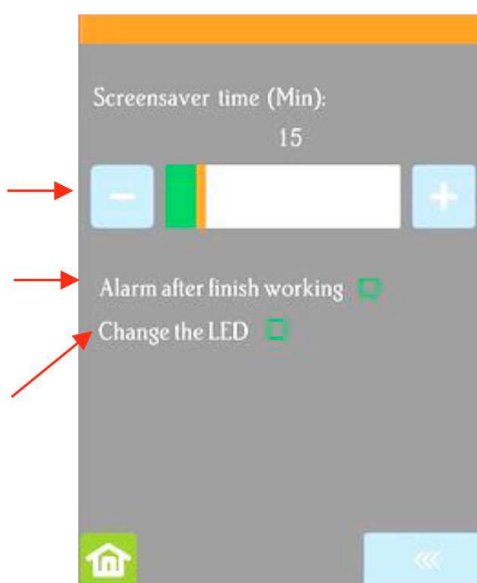 Screensaver time (Min):
15
Alarm after finish working
Change the LED